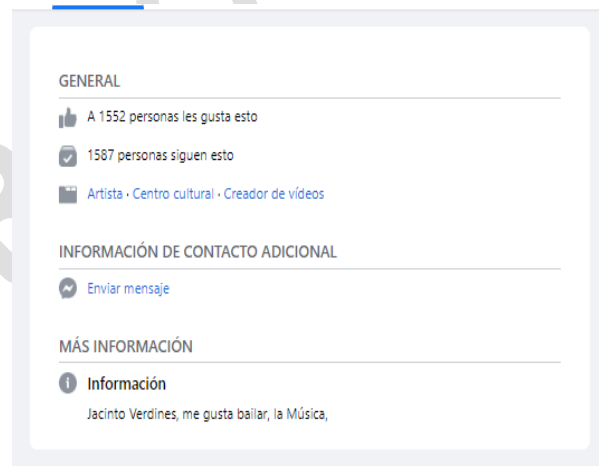 GENERAL
A 1552 personas les gusta esto
1587 personas siguen esto
Artista · Centro cultural · Creador de vídeos
INFORMACIÓN DE CONTACTO ADICIONAL
Enviar mensaje
MÁS INFORMACIÓN
Información
Jacinto Verdines, me gusta bailar, la Música,